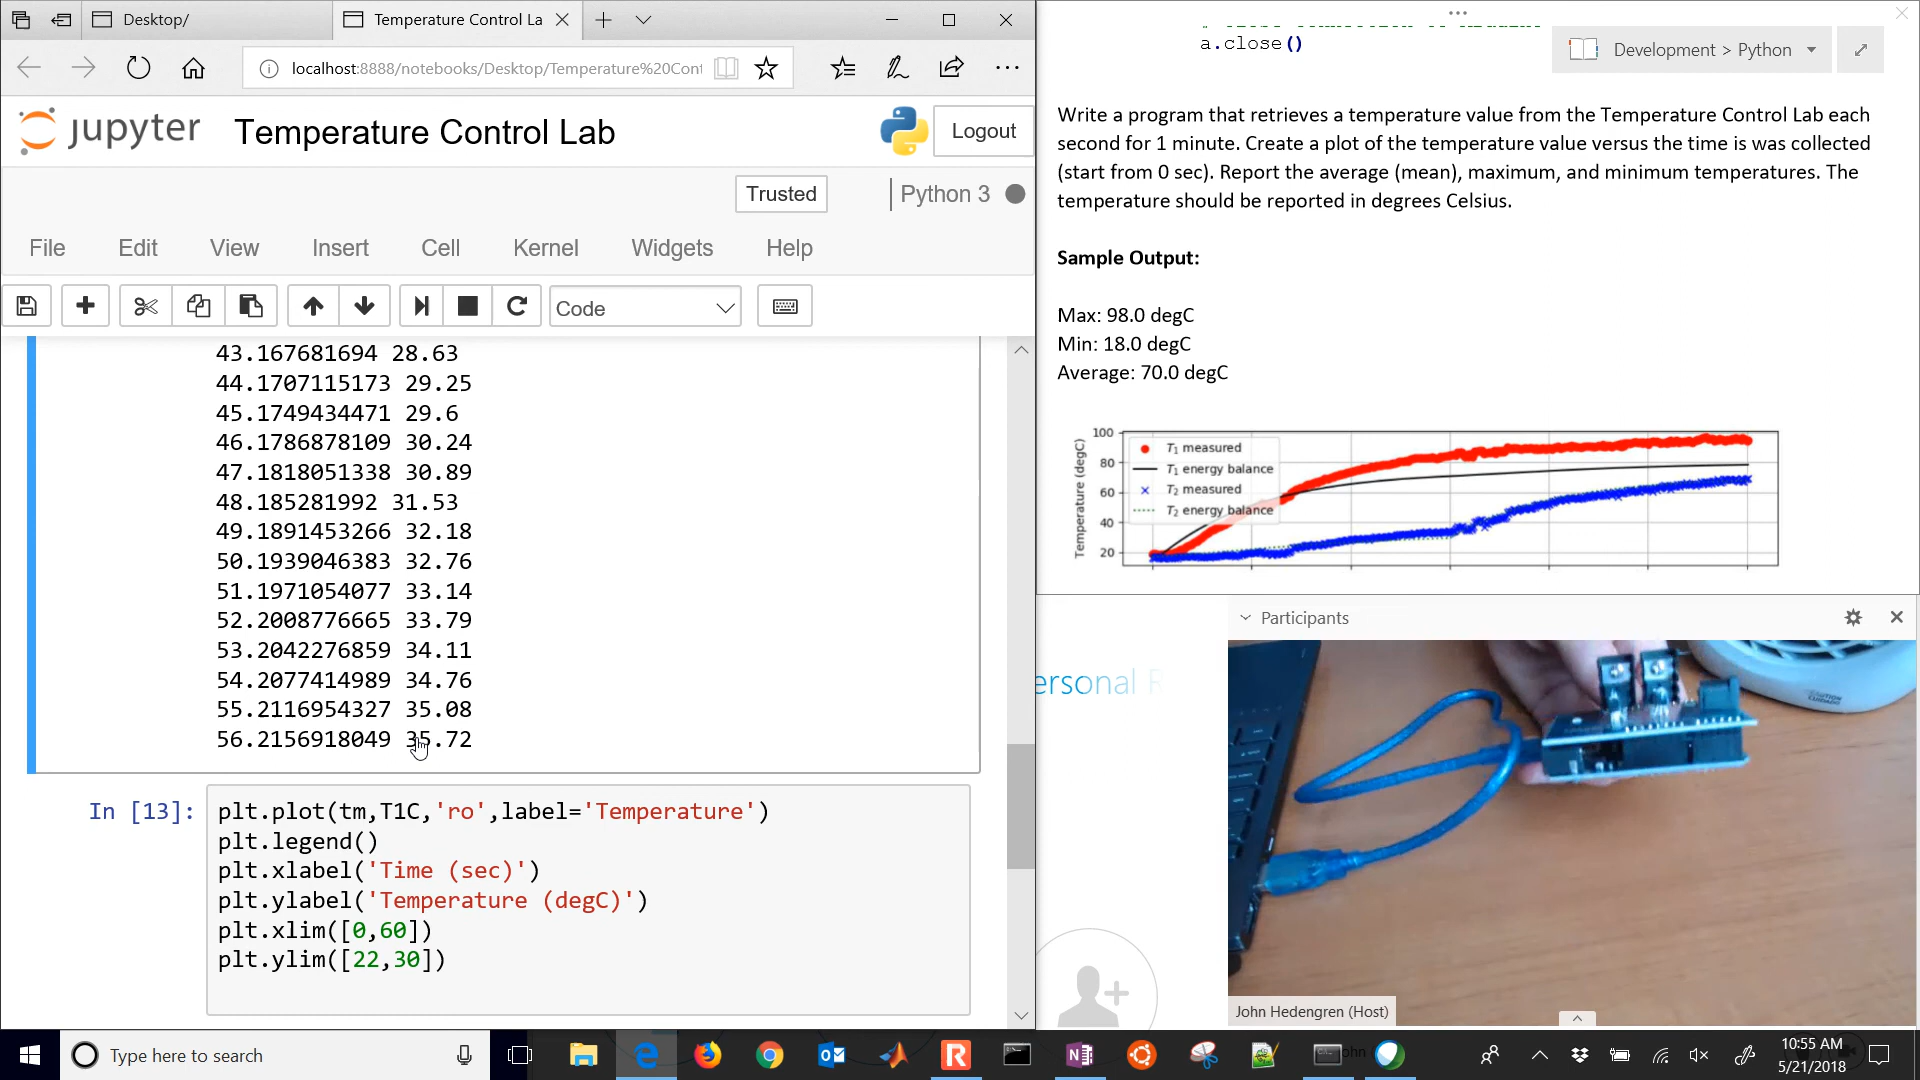 Desktop/
Temperature Control La
localhost:8888/notebooks/Desktop/Temperature%20Cont
jupyter
Temperature Control Lab
Logout
Trusted
Python 3
File Edit View Insert Cell Kernel Widgets Help
Code
43.167681694 28.63
44.1707115173 29.25
45.1749434471 29.6
46.1786878109 30.24
47.1818051338 30.89
48.185281992 31.53
49.1891453266 32.18
50.1939046383 32.76
51.1971054077 33.14
52.2008776665 33.79
53.2042276859 34.11
54.2077414989 34.76
55.2116954327 35.08
56.2156918049 35.72
In [13]:
plt.plot(tm,T1C,'ro',label='Temperature')
plt.legend()
plt.xlabel('Time (sec)')
plt.ylabel('Temperature (degC)')
plt.xlim([0,60])
plt.ylim([22,30])
a.close()
Development > Python
Write a program that retrieves a temperature value from the Temperature Control Lab each
second for 1 minute. Create a plot of the temperature value versus the time is was collected
(start from 0 sec). Report the average (mean), maximum, and minimum temperatures. The
temperature should be reported in degrees Celsius.
Sample Output:
Max: 98.0 degC
Min: 18.0 degC
Average: 70.0 degC
Temperature (degC)
100
80
60
40
20
T1 measured
T1 energy balance
T2 measured
T2 energy balance
Participants
ersonal R
CAUTION
CUIDADO
John Hedengren (Host)
Type here to search
10:55 AM
5/21/2018